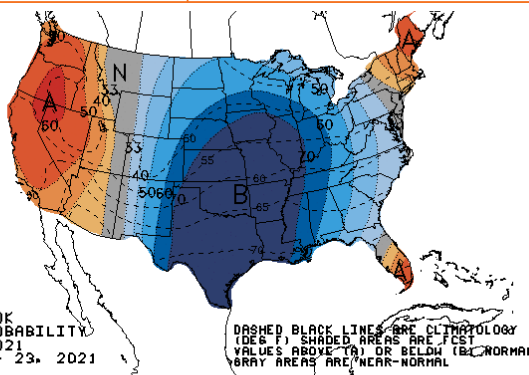 A
50
N
33
40
50
A
60
50
60
70
50
55
60
B
65
70
33
40
50
60
70
A
OK
OBABILITY
021
23, 2021
DASHED BLACK LINES ARE CLIMATOLOGY
(DEG F) SHADED AREAS ARE FCST
VALUES ABOVE (A) OR BELOW (B) NORMAL
GRAY AREAS ARE NEAR-NORMAL